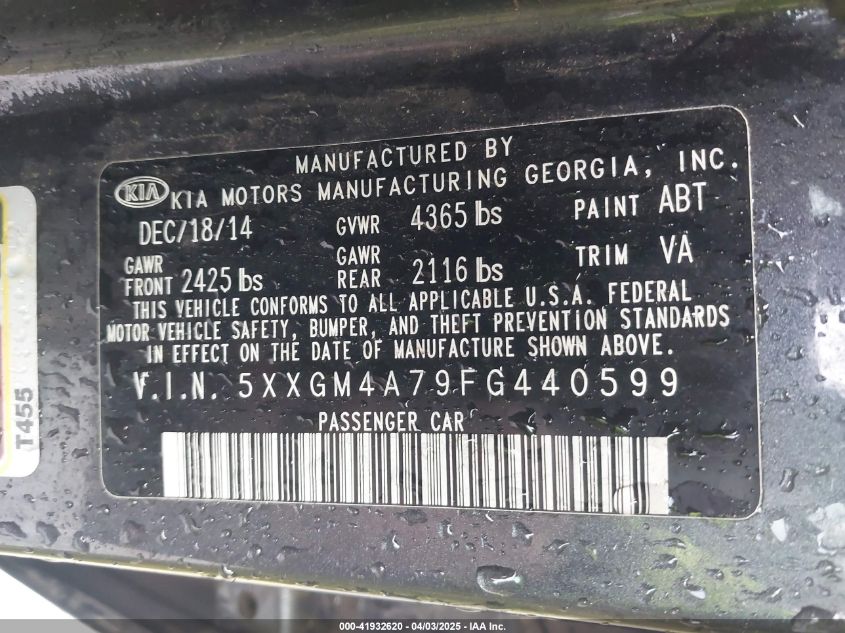 MANUFACTURED BY
KIA KIA MOTORS MANUFACTURING GEORGIA, INC.
DEC/18/14 GVWR 4365 lbs PAINT ABT
GAWR FRONT 2425 lbs GAWR REAR 2116 lbs TRIM VA
THIS VEHICLE CONFORMS TO ALL APPLICABLE U.S.A. FEDERAL
MOTOR VEHICLE SAFETY, BUMPER, AND THEFT PREVENTION STANDARDS
IN EFFECT ON THE DATE OF MANUFACTURE SHOWN ABOVE.
V.I.N. 5XXGM4A79FG440599
PASSENGER CAR
T455
000-41932620 - 04/03/2025 - IAA Inc.